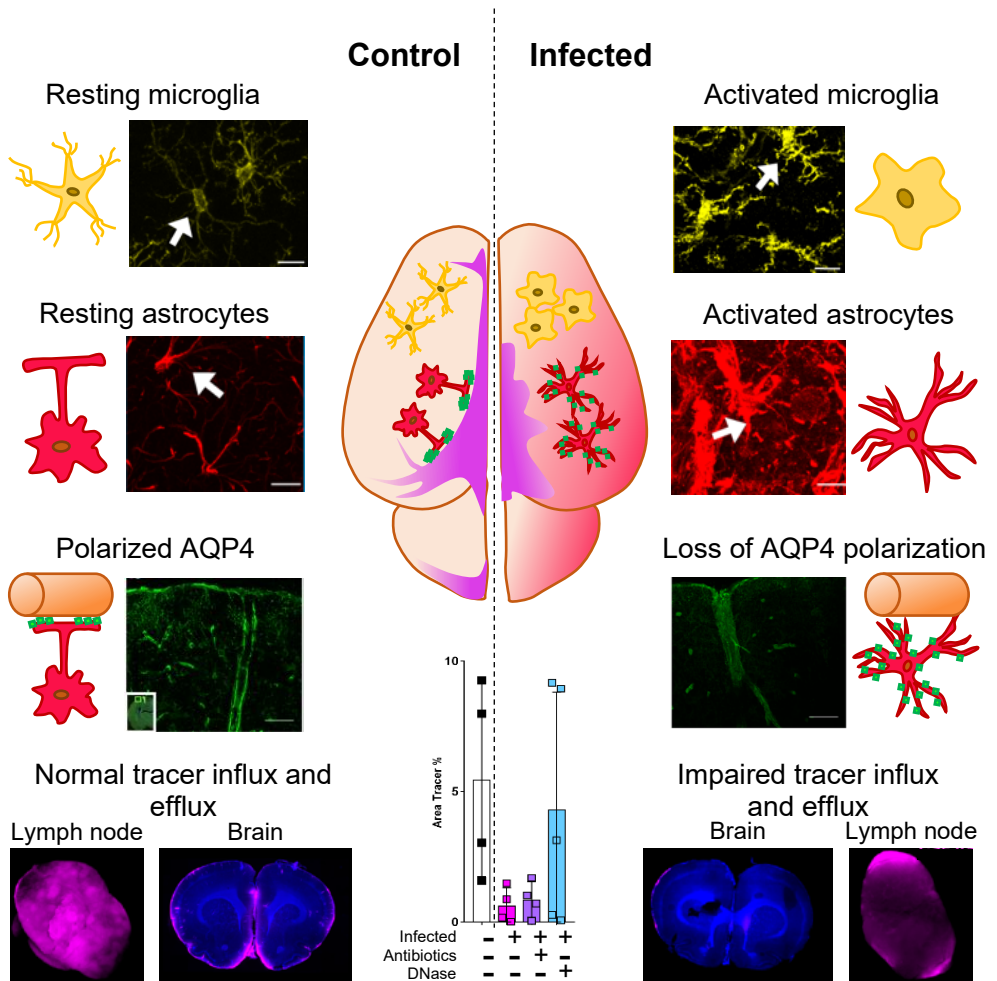 Control
Infected
Resting microglia
Activated microglia
Resting astrocytes
Activated astrocytes
Polarized AQP4
Loss of AQP4 polarization
Normal tracer influx and
efflux
Lymph node
Brain
Impaired tracer influx
and efflux
Brain
Lymph node
10
5
0
Area Tracer %
Infected - + + +
Antibiotics - - + -
DNase - - - +